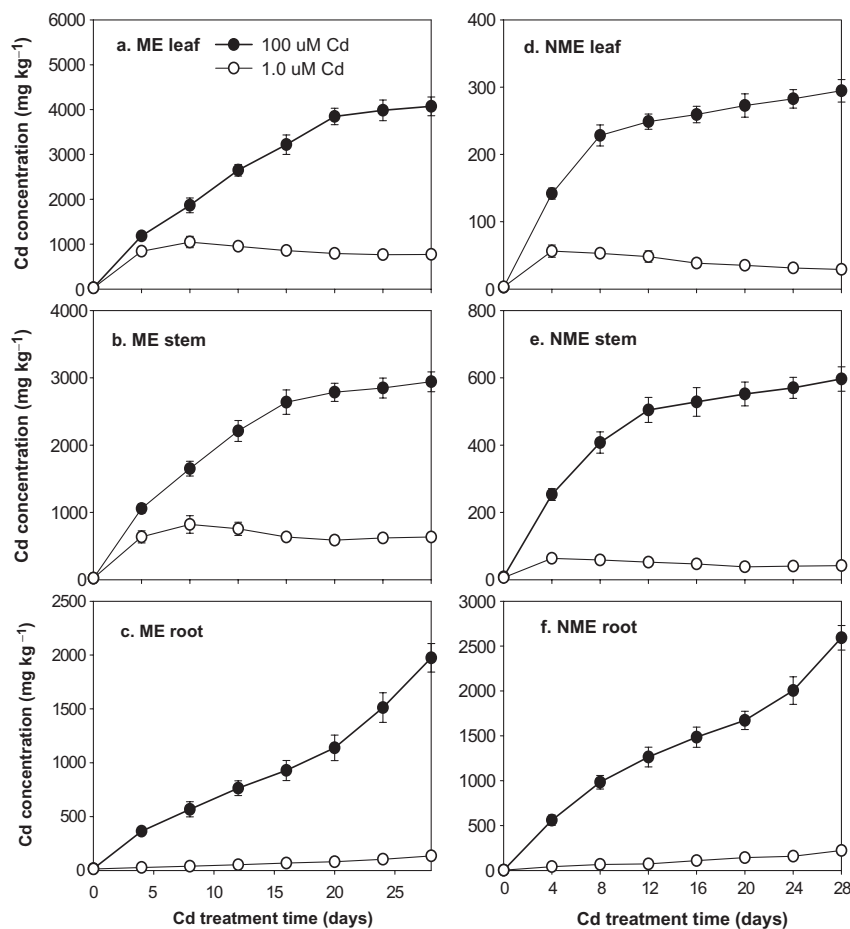 a. ME leaf
100 uM Cd
1.0 uM Cd
Cd concentration (mg kg⁻¹)
6000
5000
4000
3000
2000
1000
0
d. NME leaf
400
300
200
100
0
b. ME stem
Cd concentration (mg kg⁻¹)
4000
3000
2000
1000
0
e. NME stem
800
600
400
200
0
c. ME root
Cd concentration (mg kg⁻¹)
2500
2000
1500
1000
500
0
0 5 10 15 20 25
Cd treatment time (days)
f. NME root
3000
2500
2000
1500
1000
500
0
0 4 8 12 16 20 24 28
Cd treatment time (days)